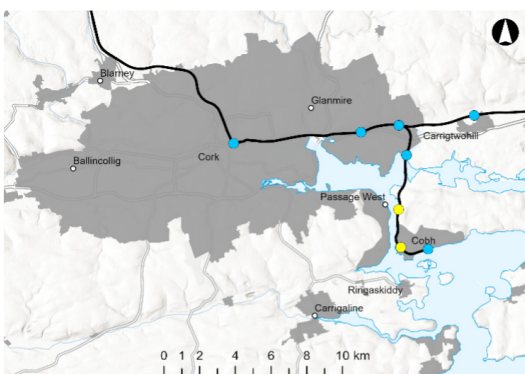 Blarney
Glanmire
Carrigtwohill
Cork
Ballincollig
Passage West
Cobh
Ringaskiddy
Carrigaline
0 1 2 4 6 8 10 km